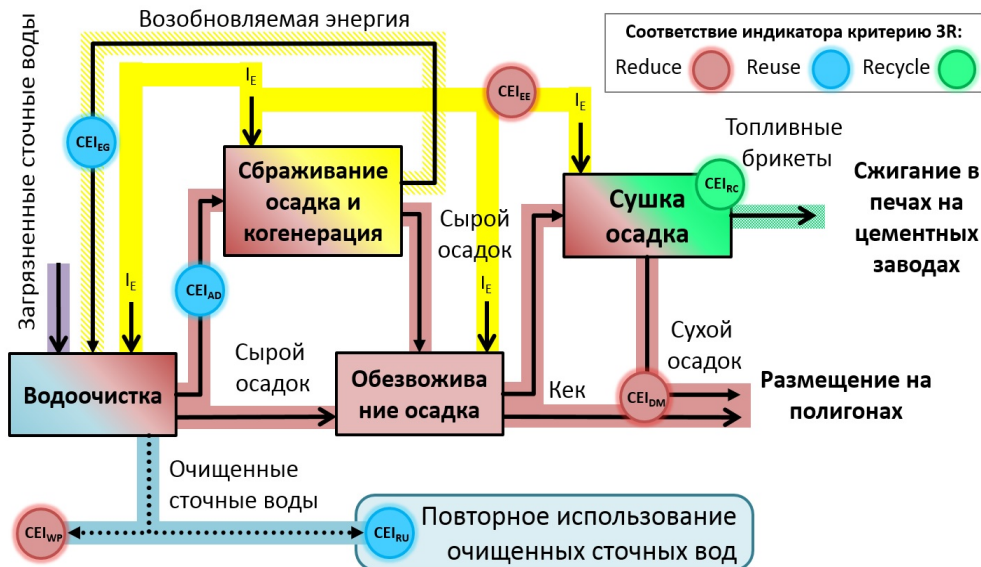 Возобновляемая энергия
Соответствие индикатора критерию 3R:
Reduce
Reuse
Recycle
Загрязненные сточные воды
I_E
CEI_EE
I_E
CEI_EG
Топливные
брикеты
Сбраживание
осадка и
когенерация
CEI_RC
Сушка
осадка
Сжигание в
печах на
цементных
заводах
Сырой
осадок
I_E
CEI_AD
I_E
Сырой
осадок
Сухой
осадок
Водоочистка
Обезвожива
ние осадка
Кек
CEI_DM
Размещение на
полигонах
Очищенные
сточные воды
CEI_WP
CEI_RU
Повторное использование
очищенных сточных вод